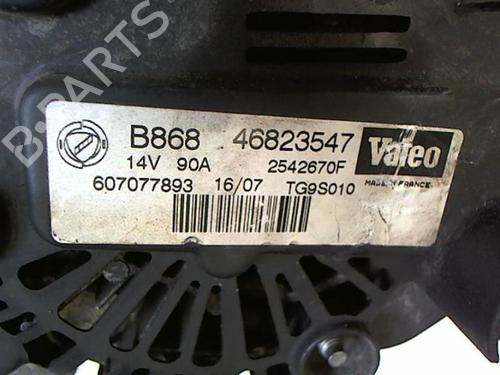 B868 46823547 Valeo
14V 90A 2542670F MADE IN FRANCE
607077893 16/07 TG9S010
B-PARTS